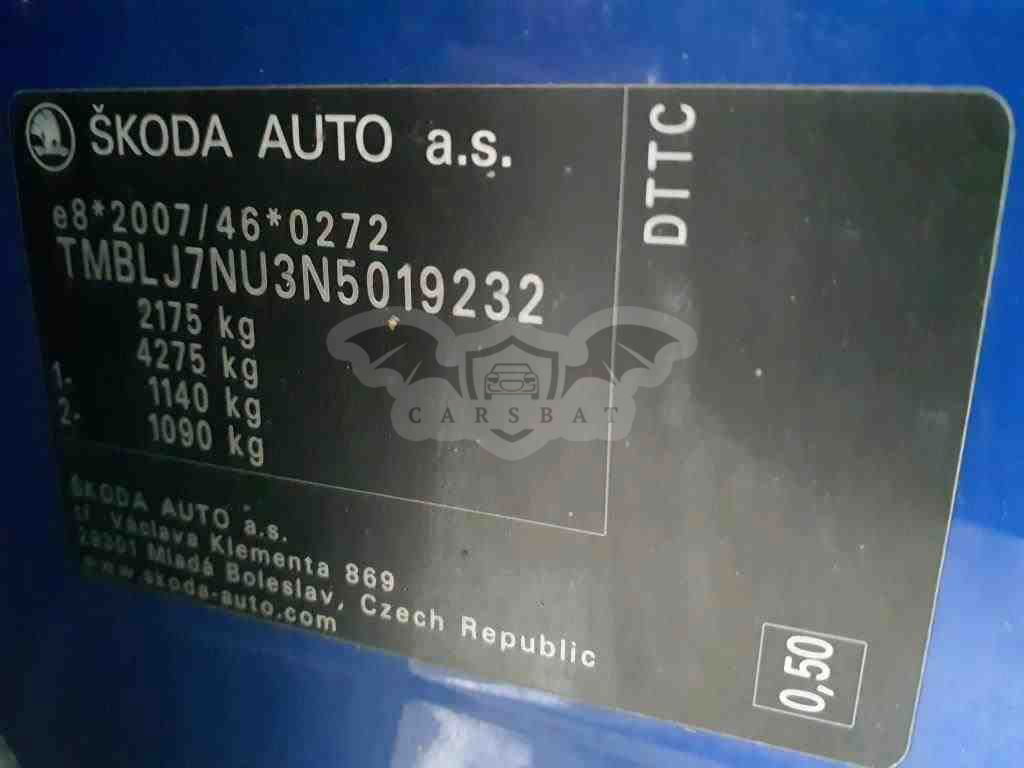 ŠKODA AUTO a.s.
e8*2007/46*0272
TMBLJ7NU3N5019232
2175 kg
4275 kg
1- 1140 kg
2- 1090 kg
ŠKODA AUTO a.s.
tř. Václava Klementa 869
29301 Mladá Boleslav, Czech Republic
www.skoda-auto.com
DTTC
0,50
CARSBAT